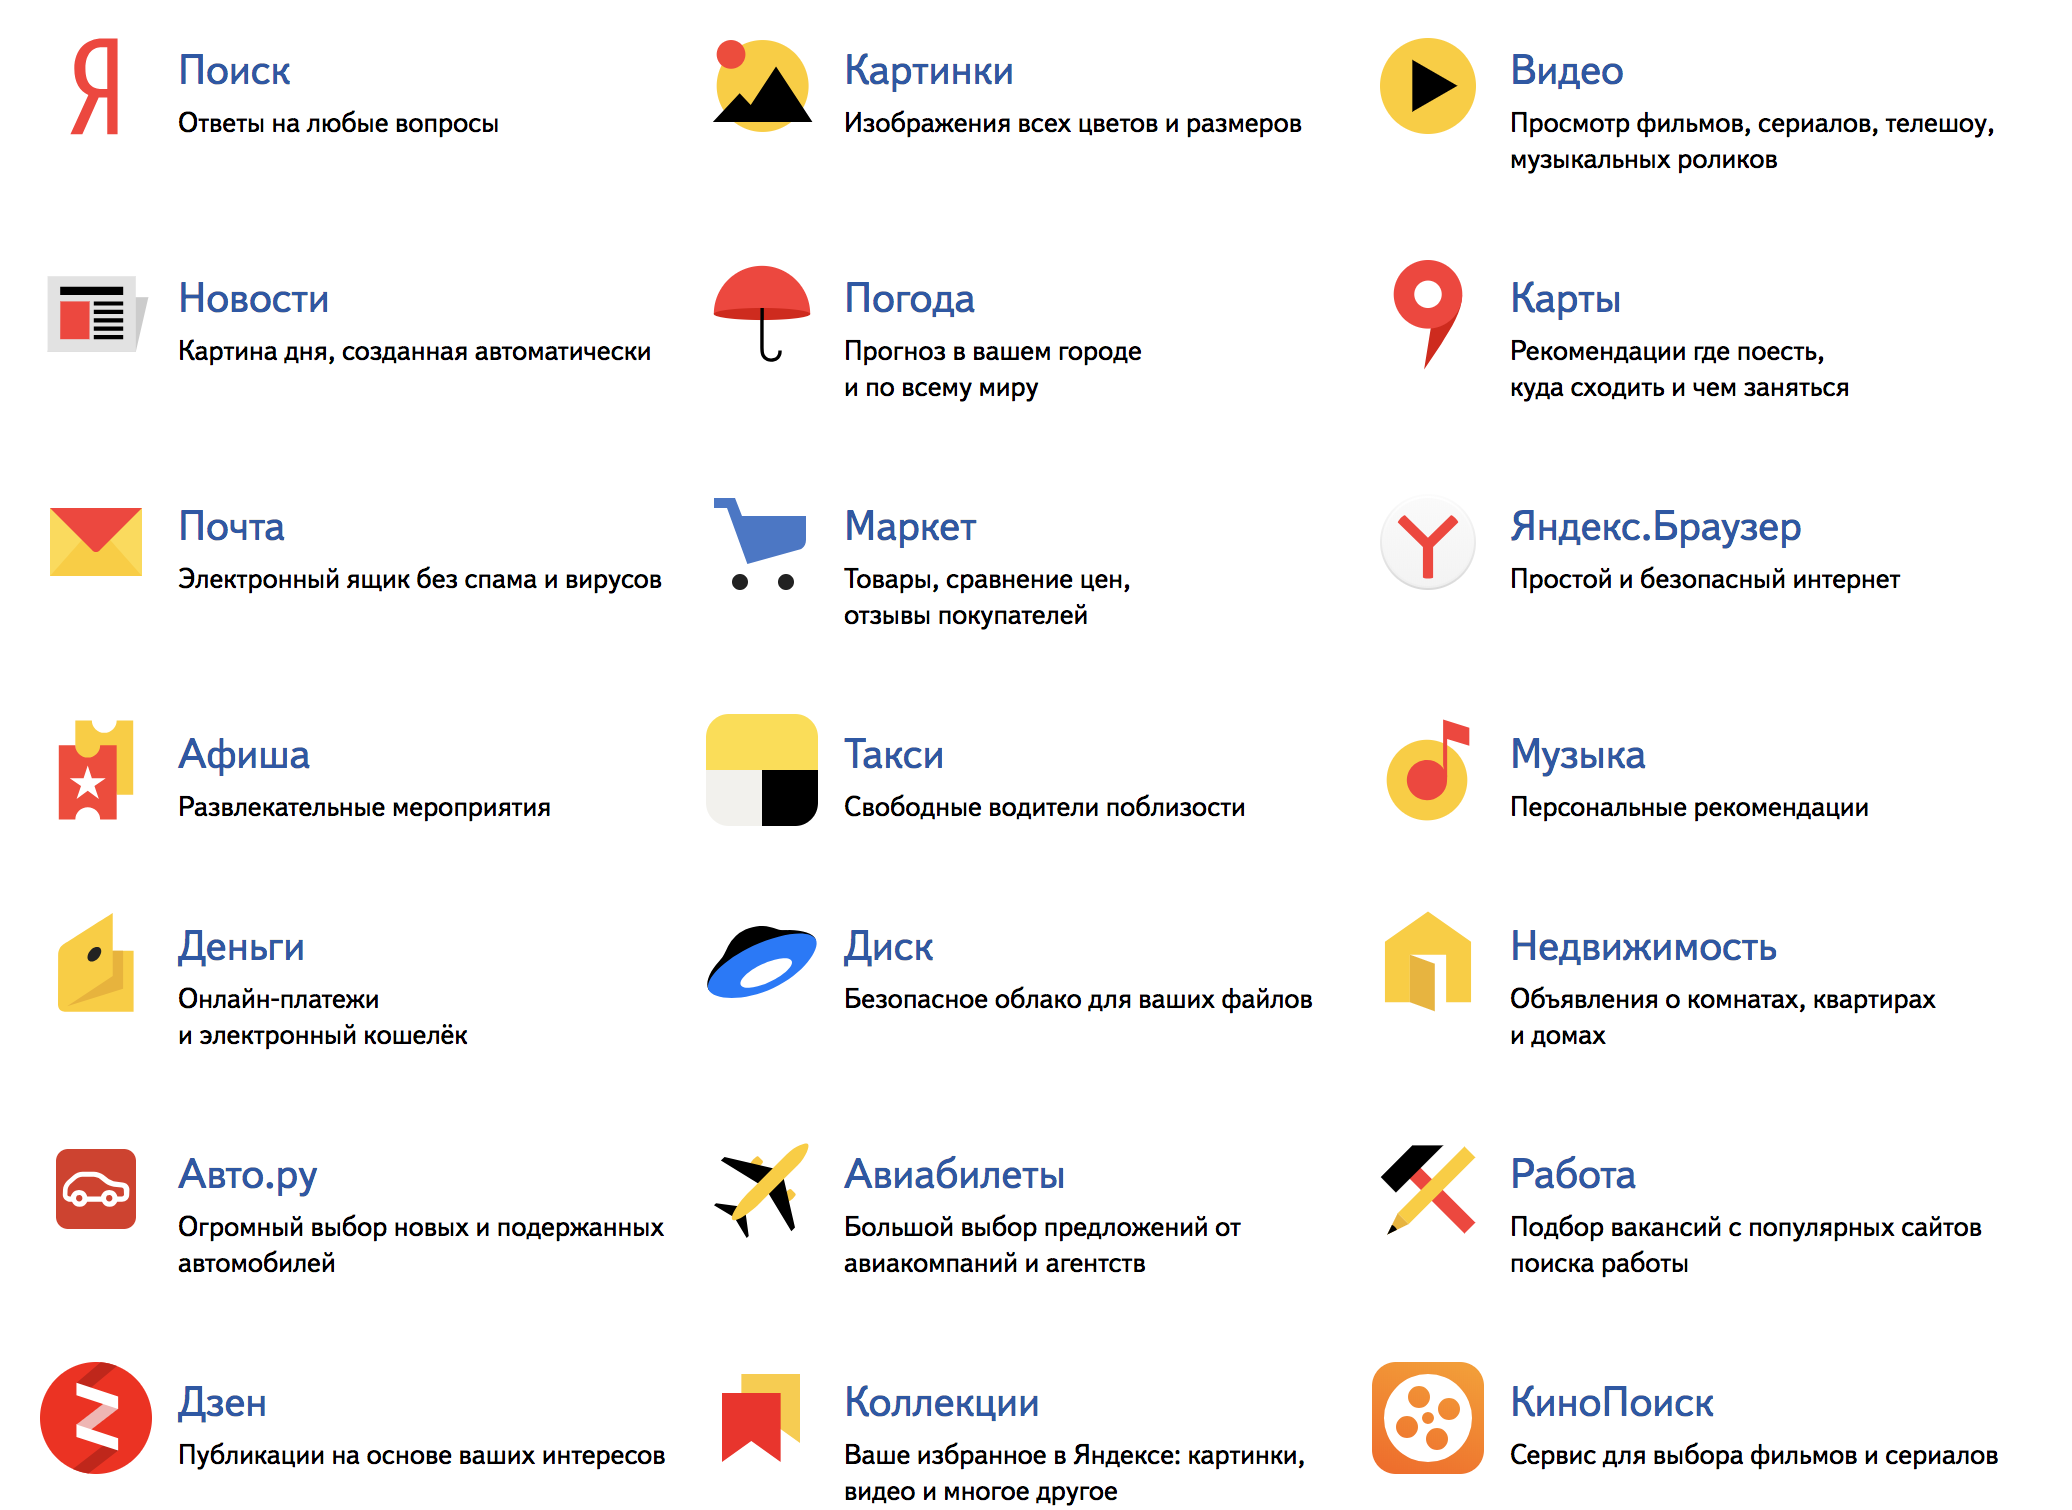 Я
Поиск
Ответы на любые вопросы
Картинки
Изображения всех цветов и размеров
Видео
Просмотр фильмов, сериалов, телешоу,
музыкальных роликов
Новости
Картина дня, созданная автоматически
Погода
Прогноз в вашем городе
и по всему миру
Карты
Рекомендации где поесть,
куда сходить и чем заняться
Почта
Электронный ящик без спама и вирусов
Маркет
Товары, сравнение цен,
отзывы покупателей
Y
Яндекс.Браузер
Простой и безопасный интернет
Афиша
Развлекательные мероприятия
Такси
Свободные водители поблизости
Музыка
Персональные рекомендации
Деньги
Онлайн-платежи
и электронный кошелёк
Диск
Безопасное облако для ваших файлов
Недвижимость
Объявления о комнатах, квартирах
и домах
Авто.ру
Огромный выбор новых и подержанных
автомобилей
Авиабилеты
Большой выбор предложений от
авиакомпаний и агентств
Работа
Подбор вакансий с популярных сайтов
поиска работы
Z
Дзен
Публикации на основе ваших интересов
Коллекции
Ваше избранное в Яндексе: картинки,
видео и многое другое
КиноПоиск
Сервис для выбора фильмов и сериалов